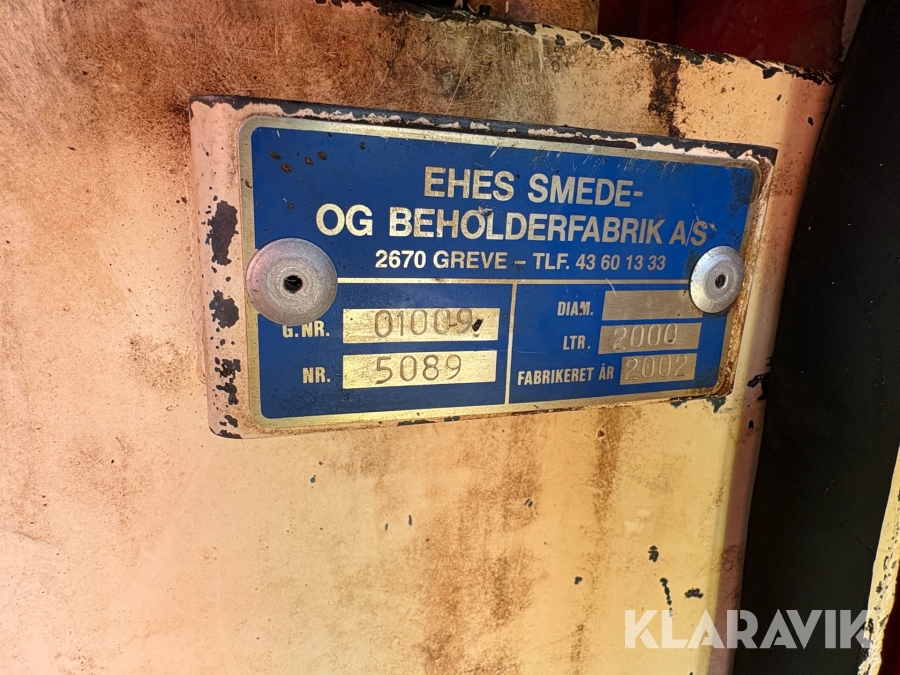 EHES SMEDE-
OG BEHOLDERFABRIK A/S
2670 GREVE – TLF. 43 60 13 33
G.NR. 01009
NR. 5089
DIAM.
LTR. 2000
FABRIKERET ÅR 2002
KLARAVIK